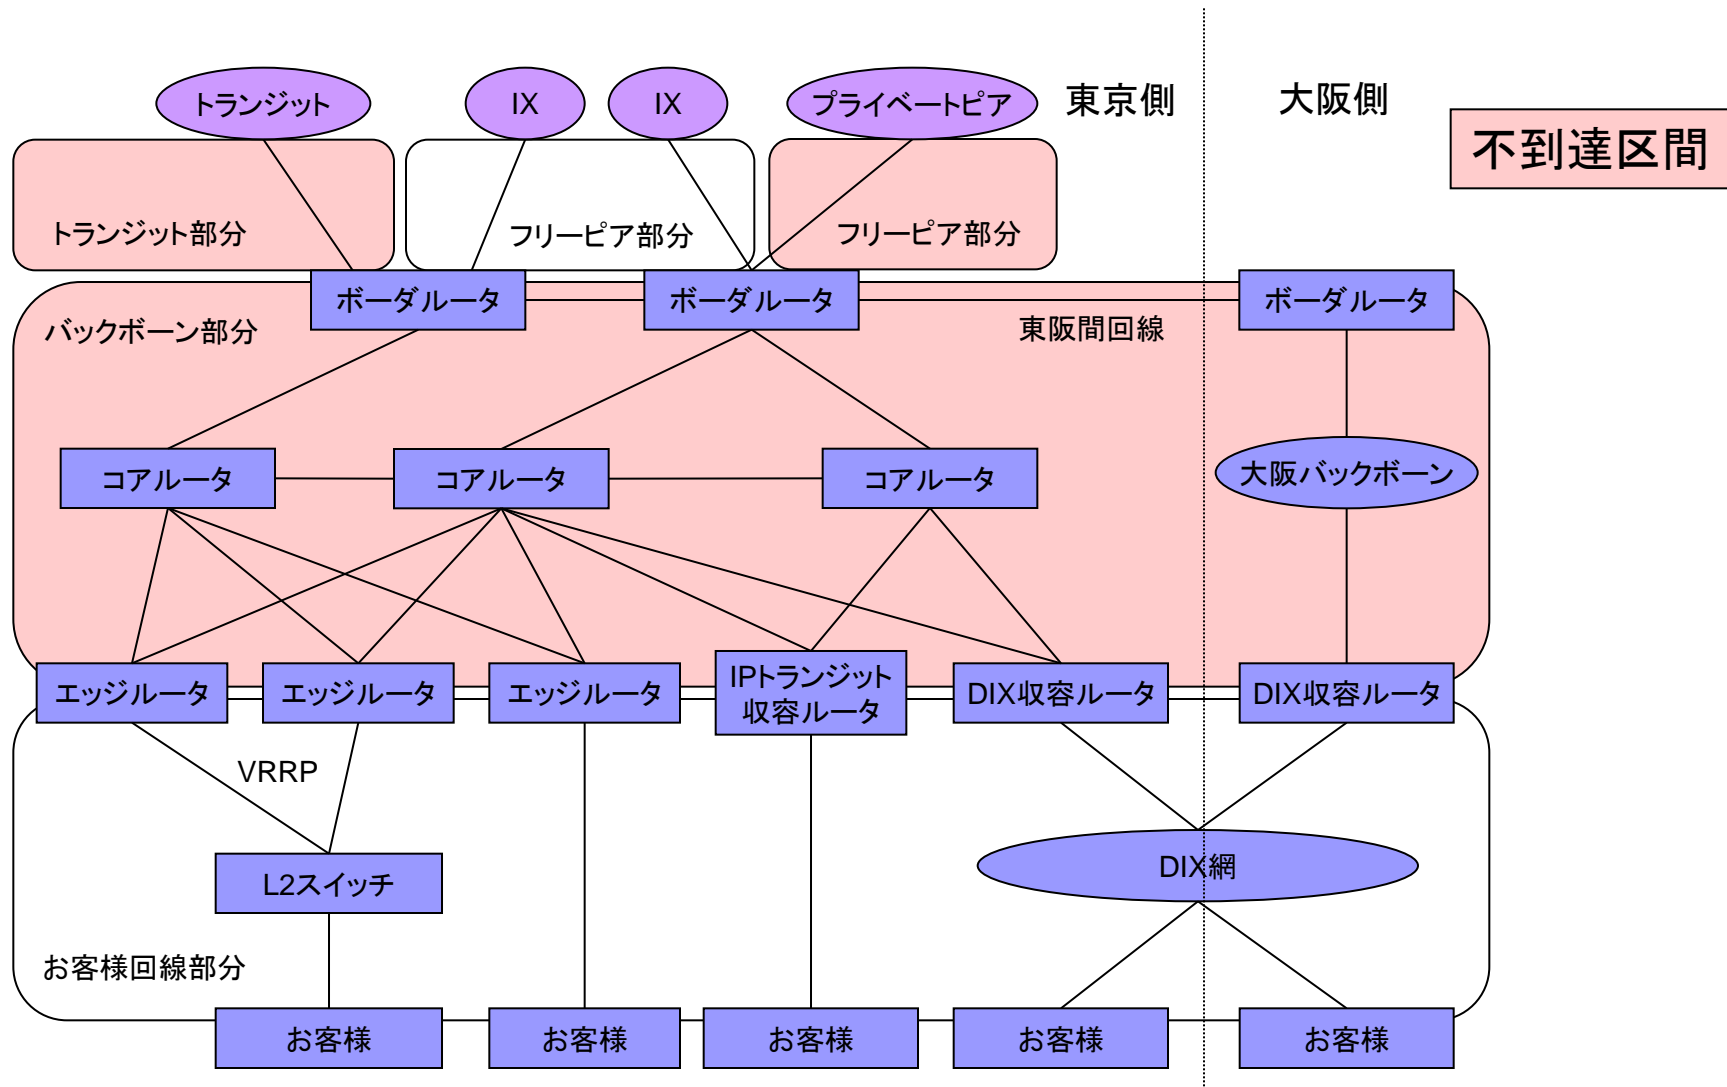 トランジット
IX
IX
プライベートピア
東京側
大阪側
不到達区間
トランジット部分
フリーピア部分
フリーピア部分
ボーダルータ
ボーダルータ
ボーダルータ
バックボーン部分
東阪間回線
コアルータ
コアルータ
コアルータ
大阪バックボーン
エッジルータ
エッジルータ
エッジルータ
IPトランジット
収容ルータ
DIX収容ルータ
DIX収容ルータ
VRRP
L2スイッチ
DIX網
お客様回線部分
お客様
お客様
お客様
お客様
お客様